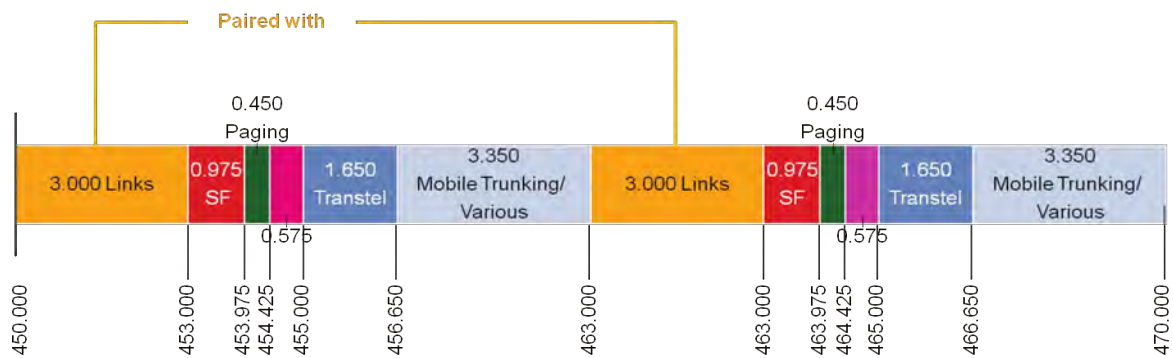 Paired with
0.450
Paging
0.450
Paging
3.000 Links
0.975
SF
1.650
Transtel
3.350
Mobile Trunking/
Various
3.000 Links
0.975
SF
1.650
Transtel
3.350
Mobile Trunking/
Various
0.575
0.575
450.000
453.000
453.975
454.425
455.000
456.650
463.000
463.000
463.975
464.425
465.000
466.650
470.000